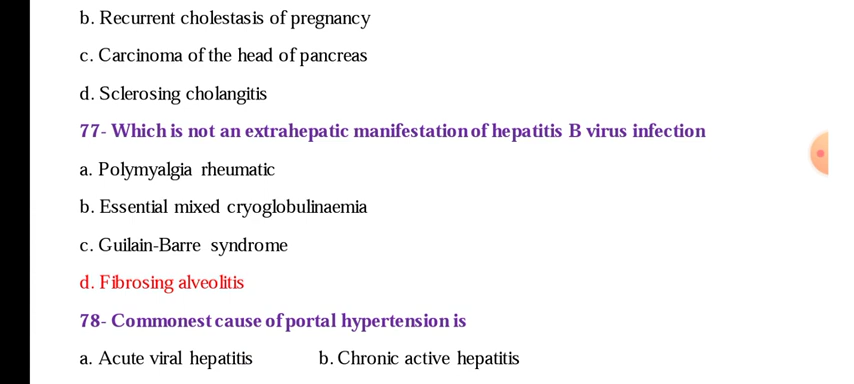 b. Recurrent cholestasis of pregnancy
c. Carcinoma of the head of pancreas
d. Sclerosing cholangitis
77- Which is not an extrahepatic manifestation of hepatitis B virus infection
a. Polymyalgia rheumatic
b. Essential mixed cryoglobulinaemia
c. Guilain-Barre syndrome
d. Fibrosing alveolitis
78- Commonest cause of portal hypertension is
a. Acute viral hepatitis b. Chronic active hepatitis